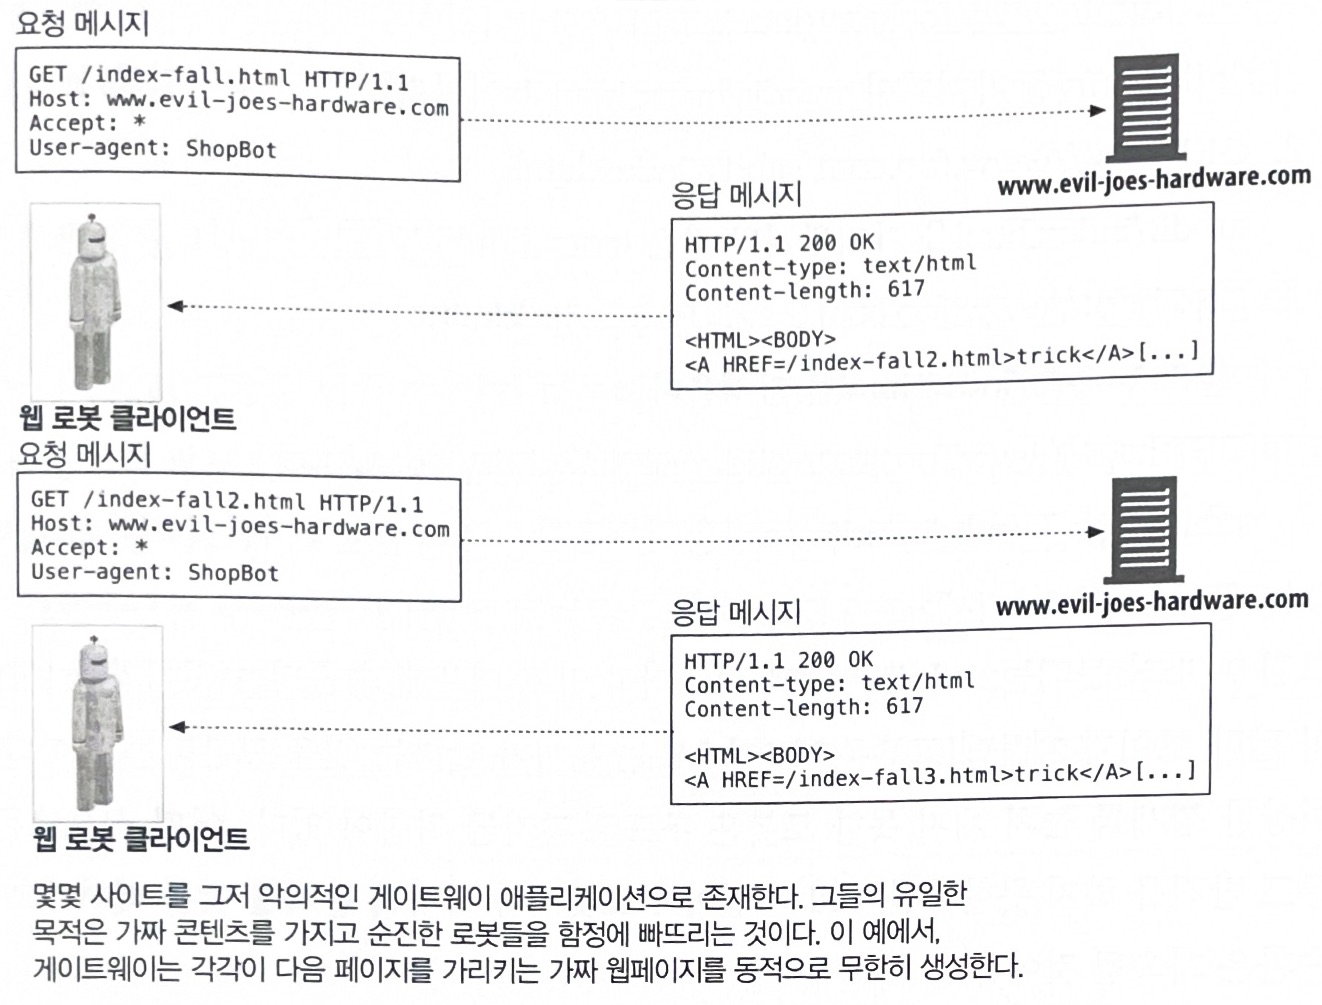 요청 메시지
GET /index-fall.html HTTP/1.1
Host: www.evil-joes-hardware.com
Accept: *
User-agent: ShopBot
www.evil-joes-hardware.com
응답 메시지
HTTP/1.1 200 OK
Content-type: text/html
Content-length: 617
<HTML><BODY>
<A HREF=/index-fall2.html>trick</A>[...]
웹 로봇 클라이언트
요청 메시지
GET /index-fall2.html HTTP/1.1
Host: www.evil-joes-hardware.com
Accept: *
User-agent: ShopBot
www.evil-joes-hardware.com
응답 메시지
HTTP/1.1 200 OK
Content-type: text/html
Content-length: 617
<HTML><BODY>
<A HREF=/index-fall3.html>trick</A>[...]
웹 로봇 클라이언트
몇몇 사이트를 그저 악의적인 게이트웨이 애플리케이션으로 존재한다. 그들의 유일한
목적은 가짜 콘텐츠를 가지고 순진한 로봇들을 함정에 빠뜨리는 것이다. 이 예에서,
게이트웨이는 각각이 다음 페이지를 가리키는 가짜 웹페이지를 동적으로 무한히 생성한다.